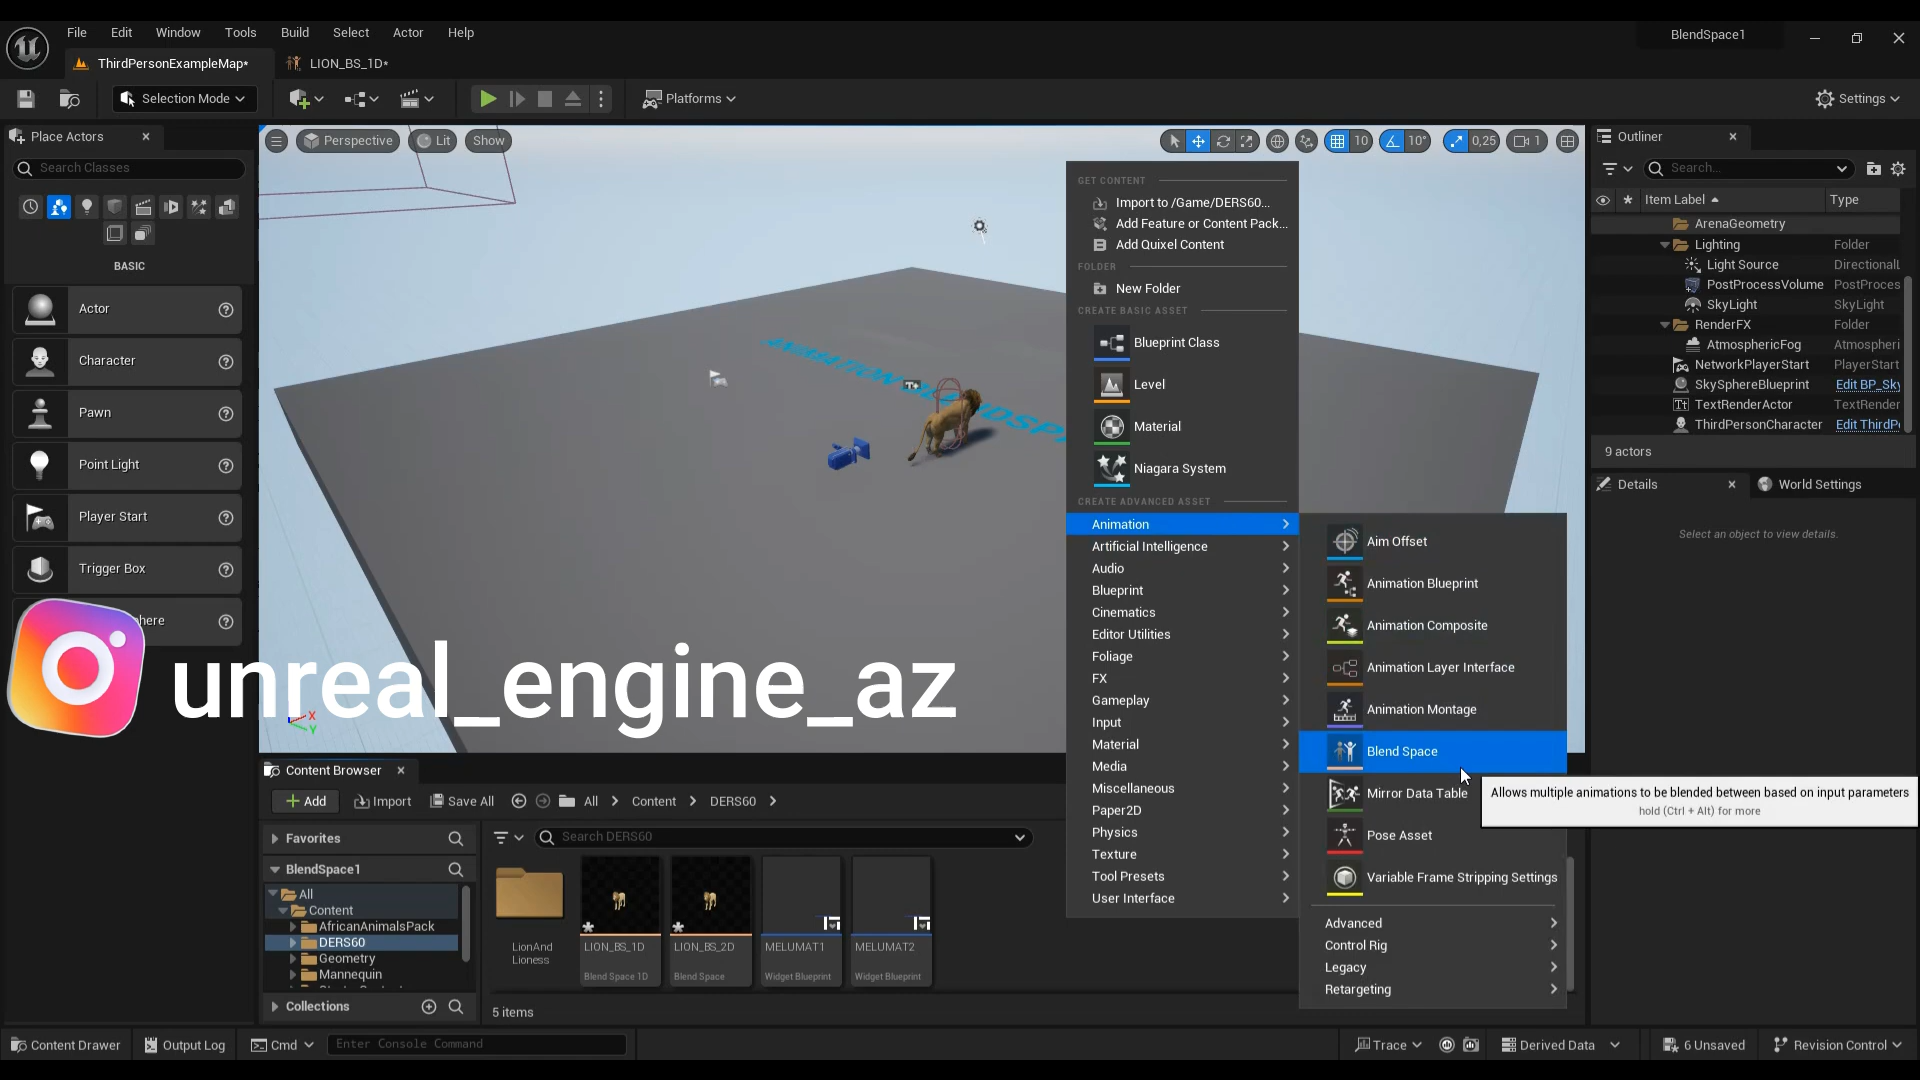 File Edit Window Tools Build Select Actor Help
BlendSpace1
ThirdPersonExampleMap*
LION_BS_1D*
Selection Mode
Platforms
Settings
Place Actors
Search Classes
BASIC
Actor
Character
Pawn
Point Light
Player Start
Trigger Box
here
Perspective
Lit
Show
10
10°
0,25
1
X
Y
unreal_engine_az
GET CONTENT
Import to /Game/DERS60...
Add Feature or Content Pack...
Add Quixel Content
FOLDER
New Folder
CREATE BASIC ASSET
Blueprint Class
Level
Material
Niagara System
CREATE ADVANCED ASSET
Animation
Artificial Intelligence
Audio
Blueprint
Cinematics
Editor Utilities
Foliage
FX
Gameplay
Input
Material
Media
Miscellaneous
Paper2D
Physics
Texture
Tool Presets
User Interface
Aim Offset
Animation Blueprint
Animation Composite
Animation Layer Interface
Animation Montage
Blend Space
Mirror Data Table
Pose Asset
Variable Frame Stripping Settings
Advanced
Control Rig
Legacy
Retargeting
Allows multiple animations to be blended between based on input parameters
hold (Ctrl + Alt) for more
Outliner
Search...
Item Label Type
ArenaGeometry
Lighting Folder
Light Source DirectionalL
PostProcessVolume PostProces
SkyLight SkyLight
RenderFX Folder
AtmosphericFog Atmospheri
NetworkPlayerStart PlayerStart
SkySphereBlueprint Edit BP_Sky
TextRenderActor TextRender
ThirdPersonCharacter Edit ThirdPe
9 actors
Details
World Settings
Select an object to view details.
Content Browser
Add
Import
Save All
All
Content
DERS60
Favorites
Search DERS60
BlendSpace1
All
Content
AfricanAnimalsPack
DERS60
Geometry
Mannequin
Collections
LionAnd
Lioness
LION_BS_1D
Blend Space 1D
LION_BS_2D
Blend Space
MELUMAT1
Widget Blueprint
MELUMAT2
Widget Blueprint
5 items
Content Drawer
Output Log
Cmd
Enter Console Command
Trace
Derived Data
6 Unsaved
Revision Control